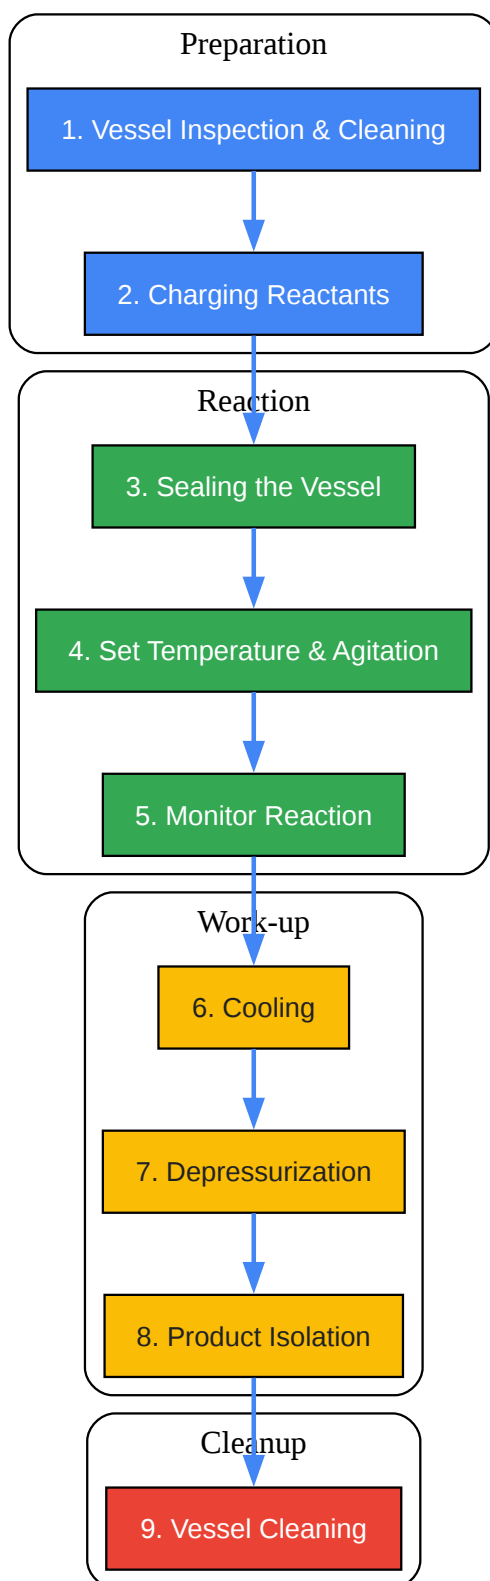 Preparation
1. Vessel Inspection & Cleaning
2. Charging Reactants
Reaction
3. Sealing the Vessel
4. Set Temperature & Agitation
5. Monitor Reaction
Work-up
6. Cooling
7. Depressurization
8. Product Isolation
Cleanup
9. Vessel Cleaning